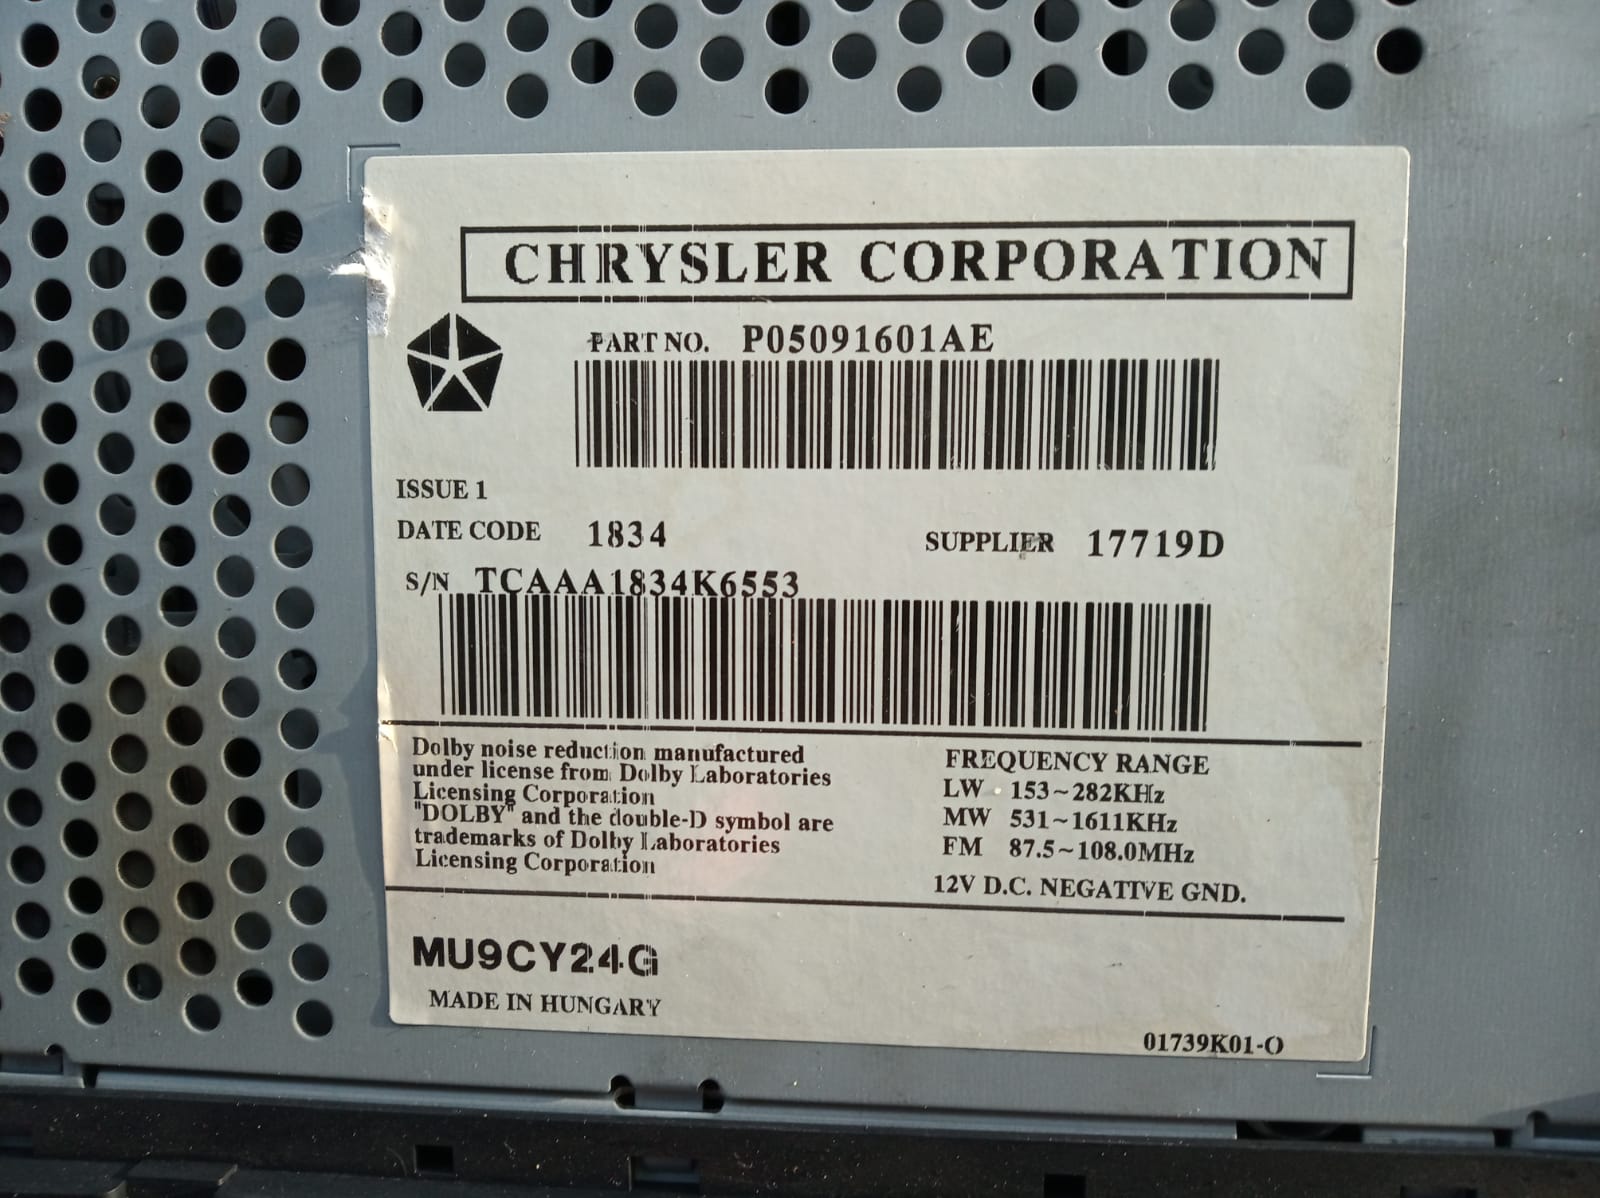 CHRYSLER CORPORATION
PART NO. P05091601AE
ISSUE 1
DATE CODE 1834
SUPPLIER 17719D
S/N TCAAA1834K6553
Dolby noise reduction manufactured
under license from Dolby Laboratories
Licensing Corporation
"DOLBY" and the double-D symbol are
trademarks of Dolby Laboratories
Licensing Corporation
FREQUENCY RANGE
LW 153~282KHz
MW 531~1611KHz
FM 87.5~108.0MHz
12V D.C. NEGATIVE GND.
MU9CY24G
MADE IN HUNGARY
01739K01-O